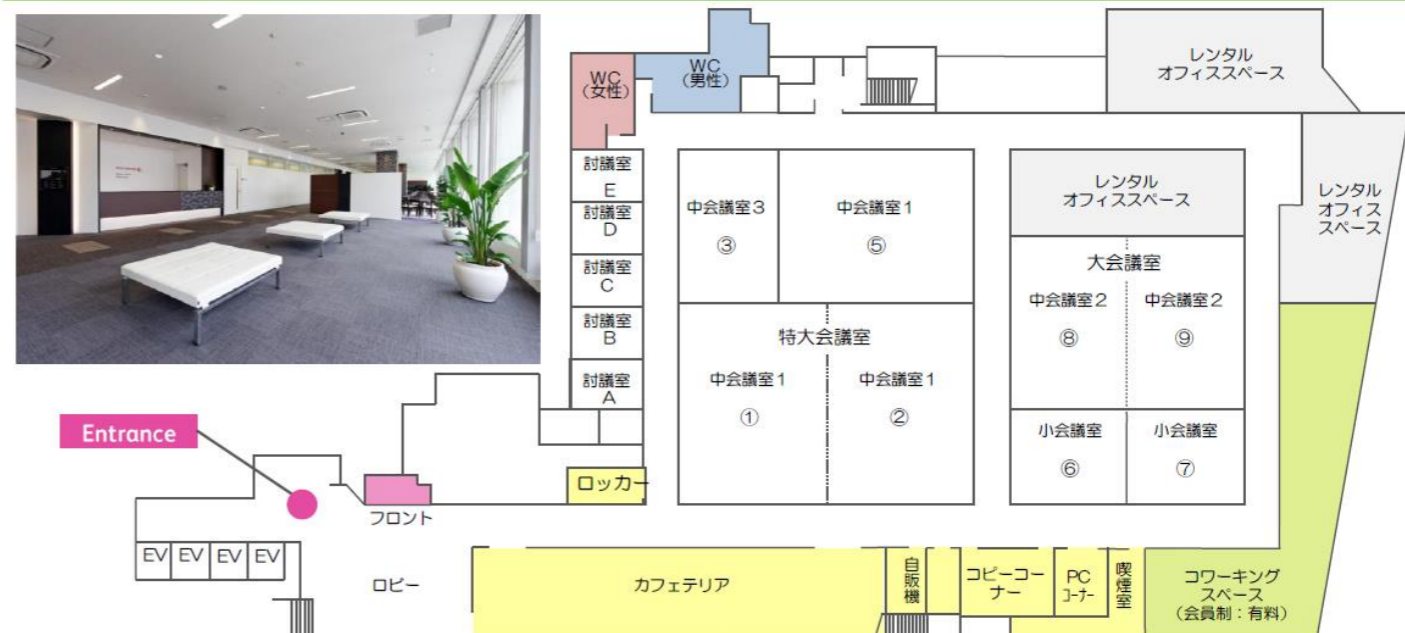 WC
（女性）
WC
（男性）
レンタル
オフィススペース
討議室
E
討議室
D
討議室
C
討議室
B
討議室
A
中会議室３
③
中会議室１
⑤
特大会議室
中会議室１
①
中会議室１
②
レンタル
オフィススペース
大会議室
中会議室２
⑧
中会議室２
⑨
小会議室
⑥
小会議室
⑦
レンタル
オフィス
スペース
Entrance
フロント
ロッカー
EV
EV
EV
EV
ロビー
カフェテリア
自
販
機
コピーコー
ナー
PC
ｺｰﾅｰ
喫
煙
室
コワーキング
スペース
（会員制：有料）